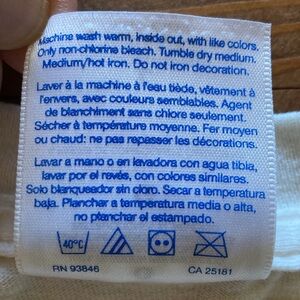 Machine wash warm, inside out, with like colors.
Only non-chlorine bleach. Tumble dry medium.
Medium/hot iron. Do not iron decoration.
Laver à la machine à l'eau tiède, vêtement à
l'envers, avec couleurs semblables. Agent
de blanchiment sans chlore seulement.
Sécher à température moyenne. Fer moyen
ou chaud: ne pas repasser les décorations.
Lavar a mano o en lavadora con agua tibia,
lavar por el revés, con colores similares.
Solo blanqueador sin cloro. Secar a temperatura
baja. Planchar a temperatura media o alta,
no planchar el estampado.
40°C
RN 93846 CA 25181